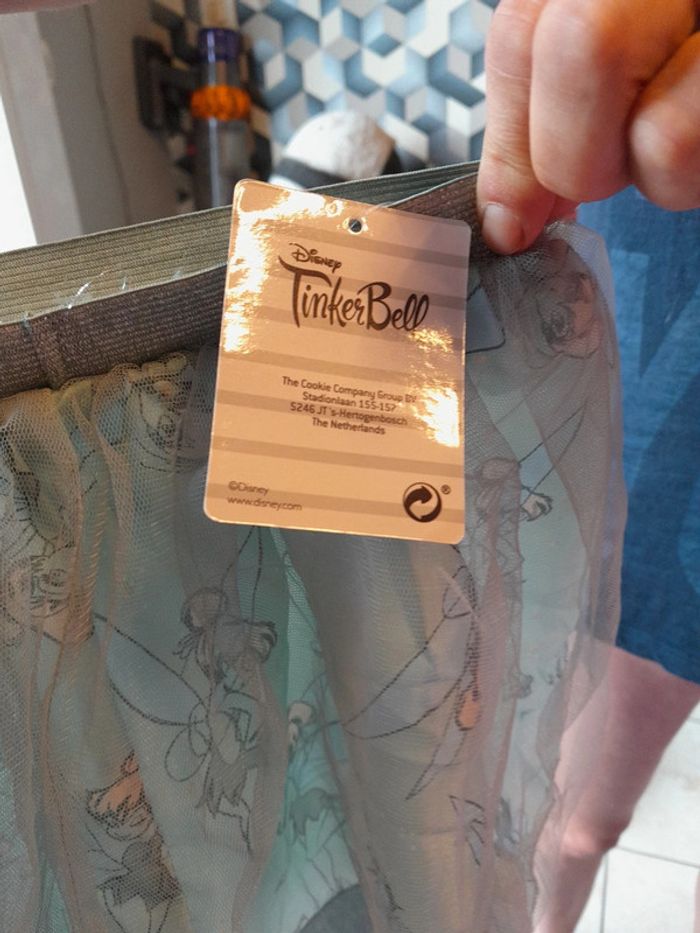 Disney
TinkerBell
The Cookie Company Group BV
Stadionlaan 155-157
5246 JT 's-Hertogenbosch
The Netherlands
©Disney
www.disney.com
®